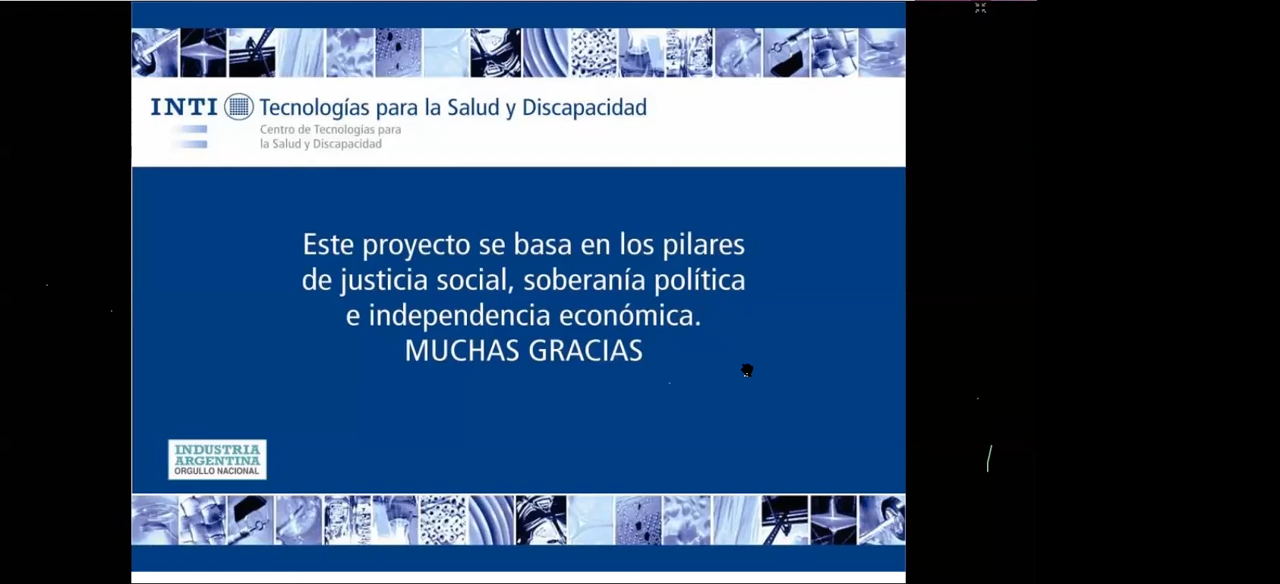 INTI Tecnologías para la Salud y Discapacidad
Centro de Tecnologías para
la Salud y Discapacidad
Este proyecto se basa en los pilares
de justicia social, soberanía política
e independencia económica.
MUCHAS GRACIAS
INDUSTRIA
ARGENTINA
ORGULLO NACIONAL